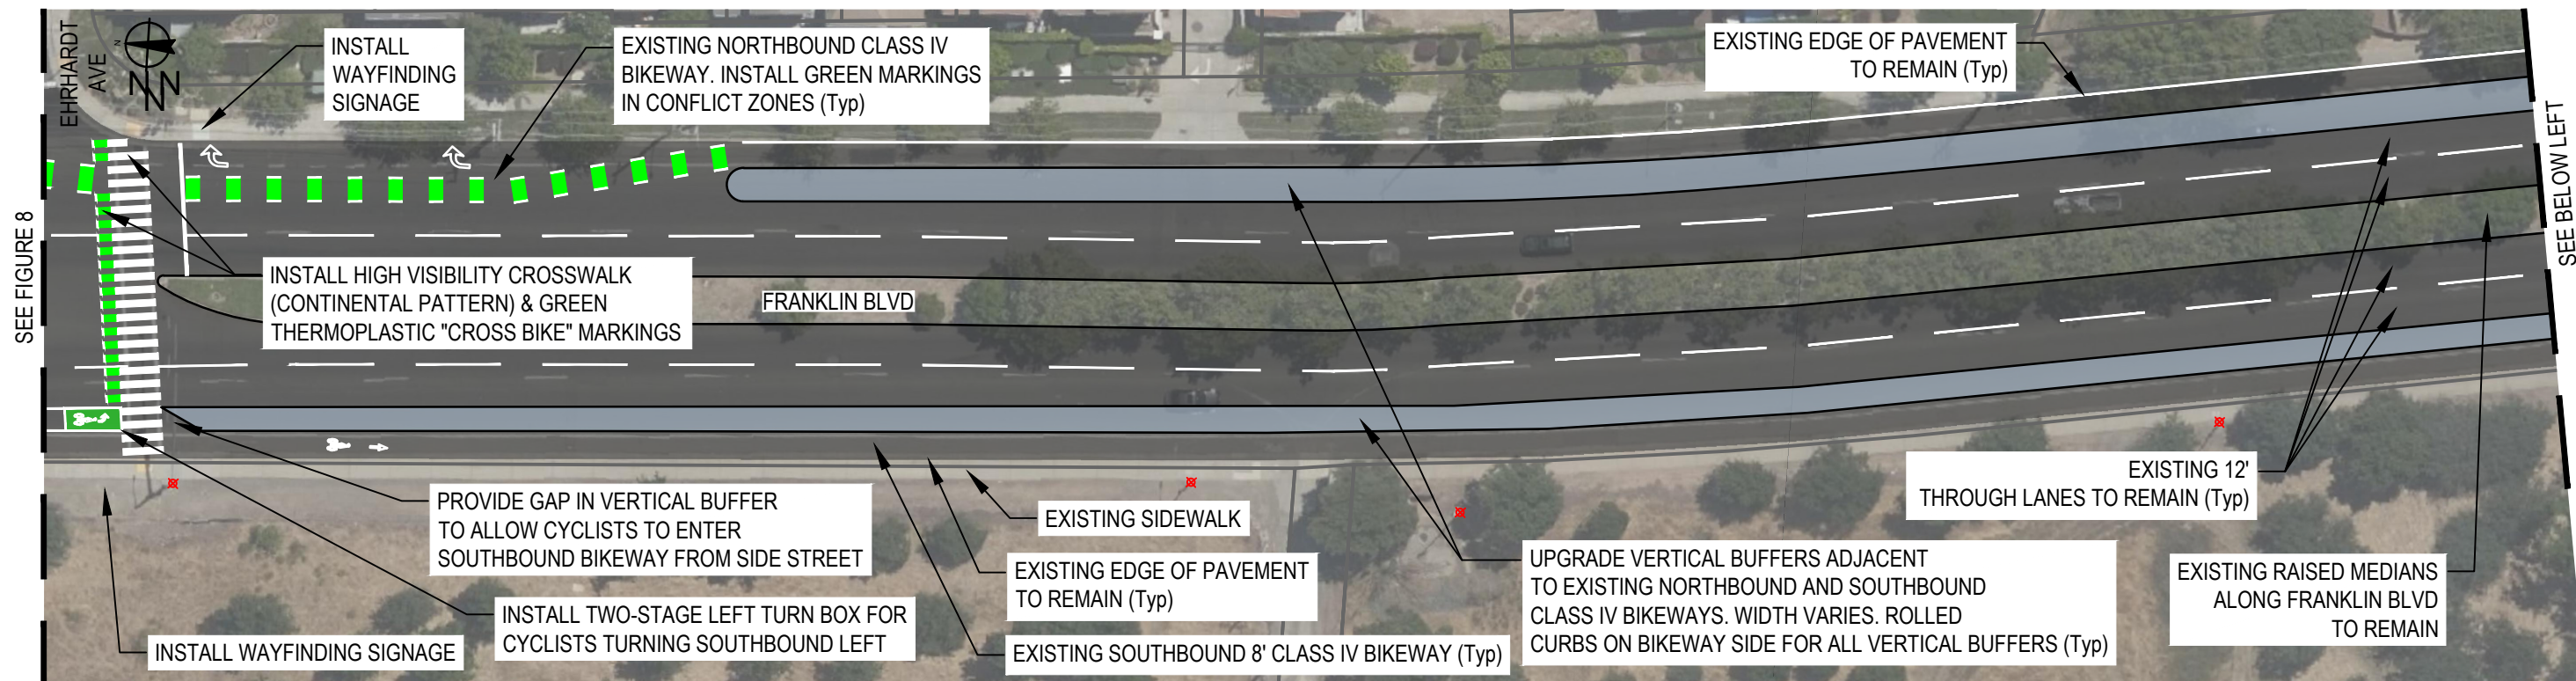 EHRHARDT
AVE
N
INSTALL
WAYFINDING
SIGNAGE
EXISTING NORTHBOUND CLASS IV
BIKEWAY. INSTALL GREEN MARKINGS
IN CONFLICT ZONES (Typ)
EXISTING EDGE OF PAVEMENT
TO REMAIN (Typ)
SEE FIGURE 8
SEE BELOW LEFT
INSTALL HIGH VISIBILITY CROSSWALK
(CONTINENTAL PATTERN) & GREEN
THERMOPLASTIC "CROSS BIKE" MARKINGS
FRANKLIN BLVD
EXISTING 12'
THROUGH LANES TO REMAIN (Typ)
PROVIDE GAP IN VERTICAL BUFFER
TO ALLOW CYCLISTS TO ENTER
SOUTHBOUND BIKEWAY FROM SIDE STREET
EXISTING SIDEWALK
EXISTING EDGE OF PAVEMENT
TO REMAIN (Typ)
UPGRADE VERTICAL BUFFERS ADJACENT
TO EXISTING NORTHBOUND AND SOUTHBOUND
CLASS IV BIKEWAYS. WIDTH VARIES. ROLLED
CURBS ON BIKEWAY SIDE FOR ALL VERTICAL BUFFERS (Typ)
EXISTING RAISED MEDIANS
ALONG FRANKLIN BLVD
TO REMAIN
INSTALL TWO-STAGE LEFT TURN BOX FOR
CYCLISTS TURNING SOUTHBOUND LEFT
INSTALL WAYFINDING SIGNAGE
EXISTING SOUTHBOUND 8' CLASS IV BIKEWAY (Typ)